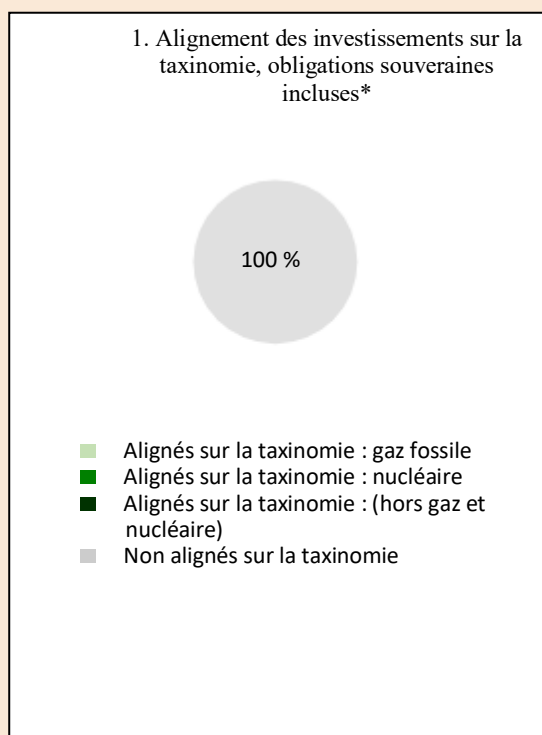 1. Alignement des investissements sur la
taxinomie, obligations souveraines
incluses*
100 %
Alignés sur la taxinomie : gaz fossile
Alignés sur la taxinomie : nucléaire
Alignés sur la taxinomie : (hors gaz et
nucléaire)
Non alignés sur la taxinomie